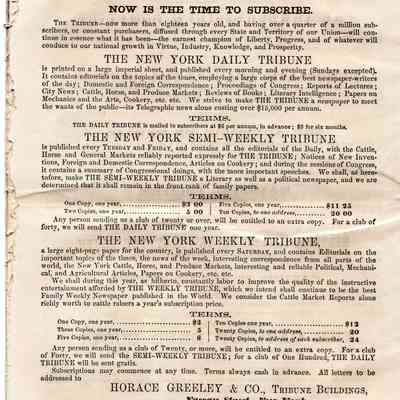 NOW IS THE TIME TO SUBSCRIBE.
THE TRIBUNE—now more than eighteen years old, and having over a quarter of a million sub-
scribers, or constant purchasers, diffused through every State and Territory of our Union—will con-
tinue in essence what it has been—the earnest champion of Liberty, Progress, and of whatever will
conduce to our national growth in Virtue, Industry, Knowledge, and Prosperity.
THE NEW YORK DAILY TRIBUNE
is printed on a large imperial sheet, and published every morning and evening (Sundays excepted).
It contains editorials on the topics of the times, employing a large corps of the best newspaper writers
of the day; Domestic and Foreign Correspondence; Proceedings of Congress; Reports of Lectures;
City News; Cattle, Horse, and Produce Markets; Reviews of Books; Literary Intelligence; Papers on
Mechanics and the Arts, Cookery, etc. etc. We strive to make THE TRIBUNE a newspaper to meet
the wants of the public—its Telegraphic news alone costing over $15,000 per annum.
TERMS.
THE DAILY TRIBUNE is mailed to subscribers at $6 per annum, in advance; $3 for six months.
THE NEW YORK SEMI-WEEKLY TRIBUNE
is published every TUESDAY and FRIDAY, and contains all the editorials of the Daily, with the Cattle,
Horse and General Markets reliably reported expressly for THE TRIBUNE; Notices of New Inven-
tions, Foreign and Domestic Correspondence, Articles on Cookery; and during the sessions of Congress,
it contains a summary of Congressional doings, with the more important speeches. We shall, as here-
tofore, make THE SEMI-WEEKLY TRIBUNE a Literary as well as a political newspaper, and we are
determined that it shall remain in the front rank of family papers.
TERMS.
One Copy, one year, $3 00 Five Copies, one year, $11 25
Two Copies, one year, 5 00 Ten Copies, to one address, 20 00
Any person sending us a club of twenty or over, will be entitled to an extra copy. For a club of
forty, we will send THE DAILY TRIBUNE one year.
THE NEW YORK WEEKLY TRIBUNE,
a large eight-page paper for the country, is published every SATURDAY, and contains Editorials on the
important topics of the times, the news of the week, interesting correspondence from all parts of the
world, the New York Cattle, Horse, and Produce Markets, interesting and reliable Political, Mechani-
cal, and Agricultural Articles, Papers on Cookery, etc. etc.
We shall during this year, as hitherto, constantly labor to improve the quality of the instructive
entertainment afforded by THE WEEKLY TRIBUNE, which we intend shall continue to be the best
Family Weekly Newspaper published in the World. We consider the Cattle Market Reports alone
richly worth to cattle raisers a year's subscription price.
TERMS.
One Copy, one year, $2 Ten Copies one year, $12
Three Copies, one year, 5 Twenty Copies, to one address, 20
Five Copies, one year, 8 Twenty Copies, to address of each subscriber, 24
Any person sending us a club of Twenty, or more, will be entitled to an extra copy. For a club
of Forty, we will send the SEMI-WEEKLY TRIBUNE; for a club of One Hundred, THE DAILY
TRIBUNE will be sent gratis.
Subscriptions may commence at any time. Terms always cash in advance. All letters to be
addressed to
HORACE GREELEY & CO., TRIBUNE BUILDINGS,